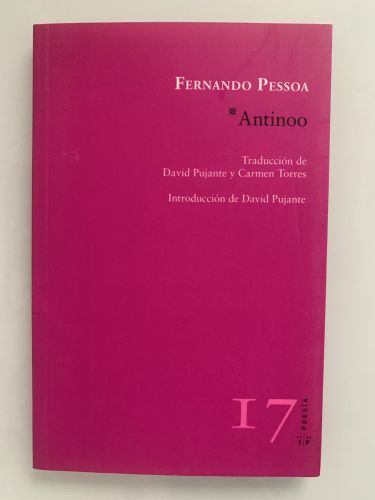 FERNANDO PESSOA
Antinoo
Traducción de
David Pujante y Carmen Torres
Introducción de David Pujante
17
POESÍA
S P